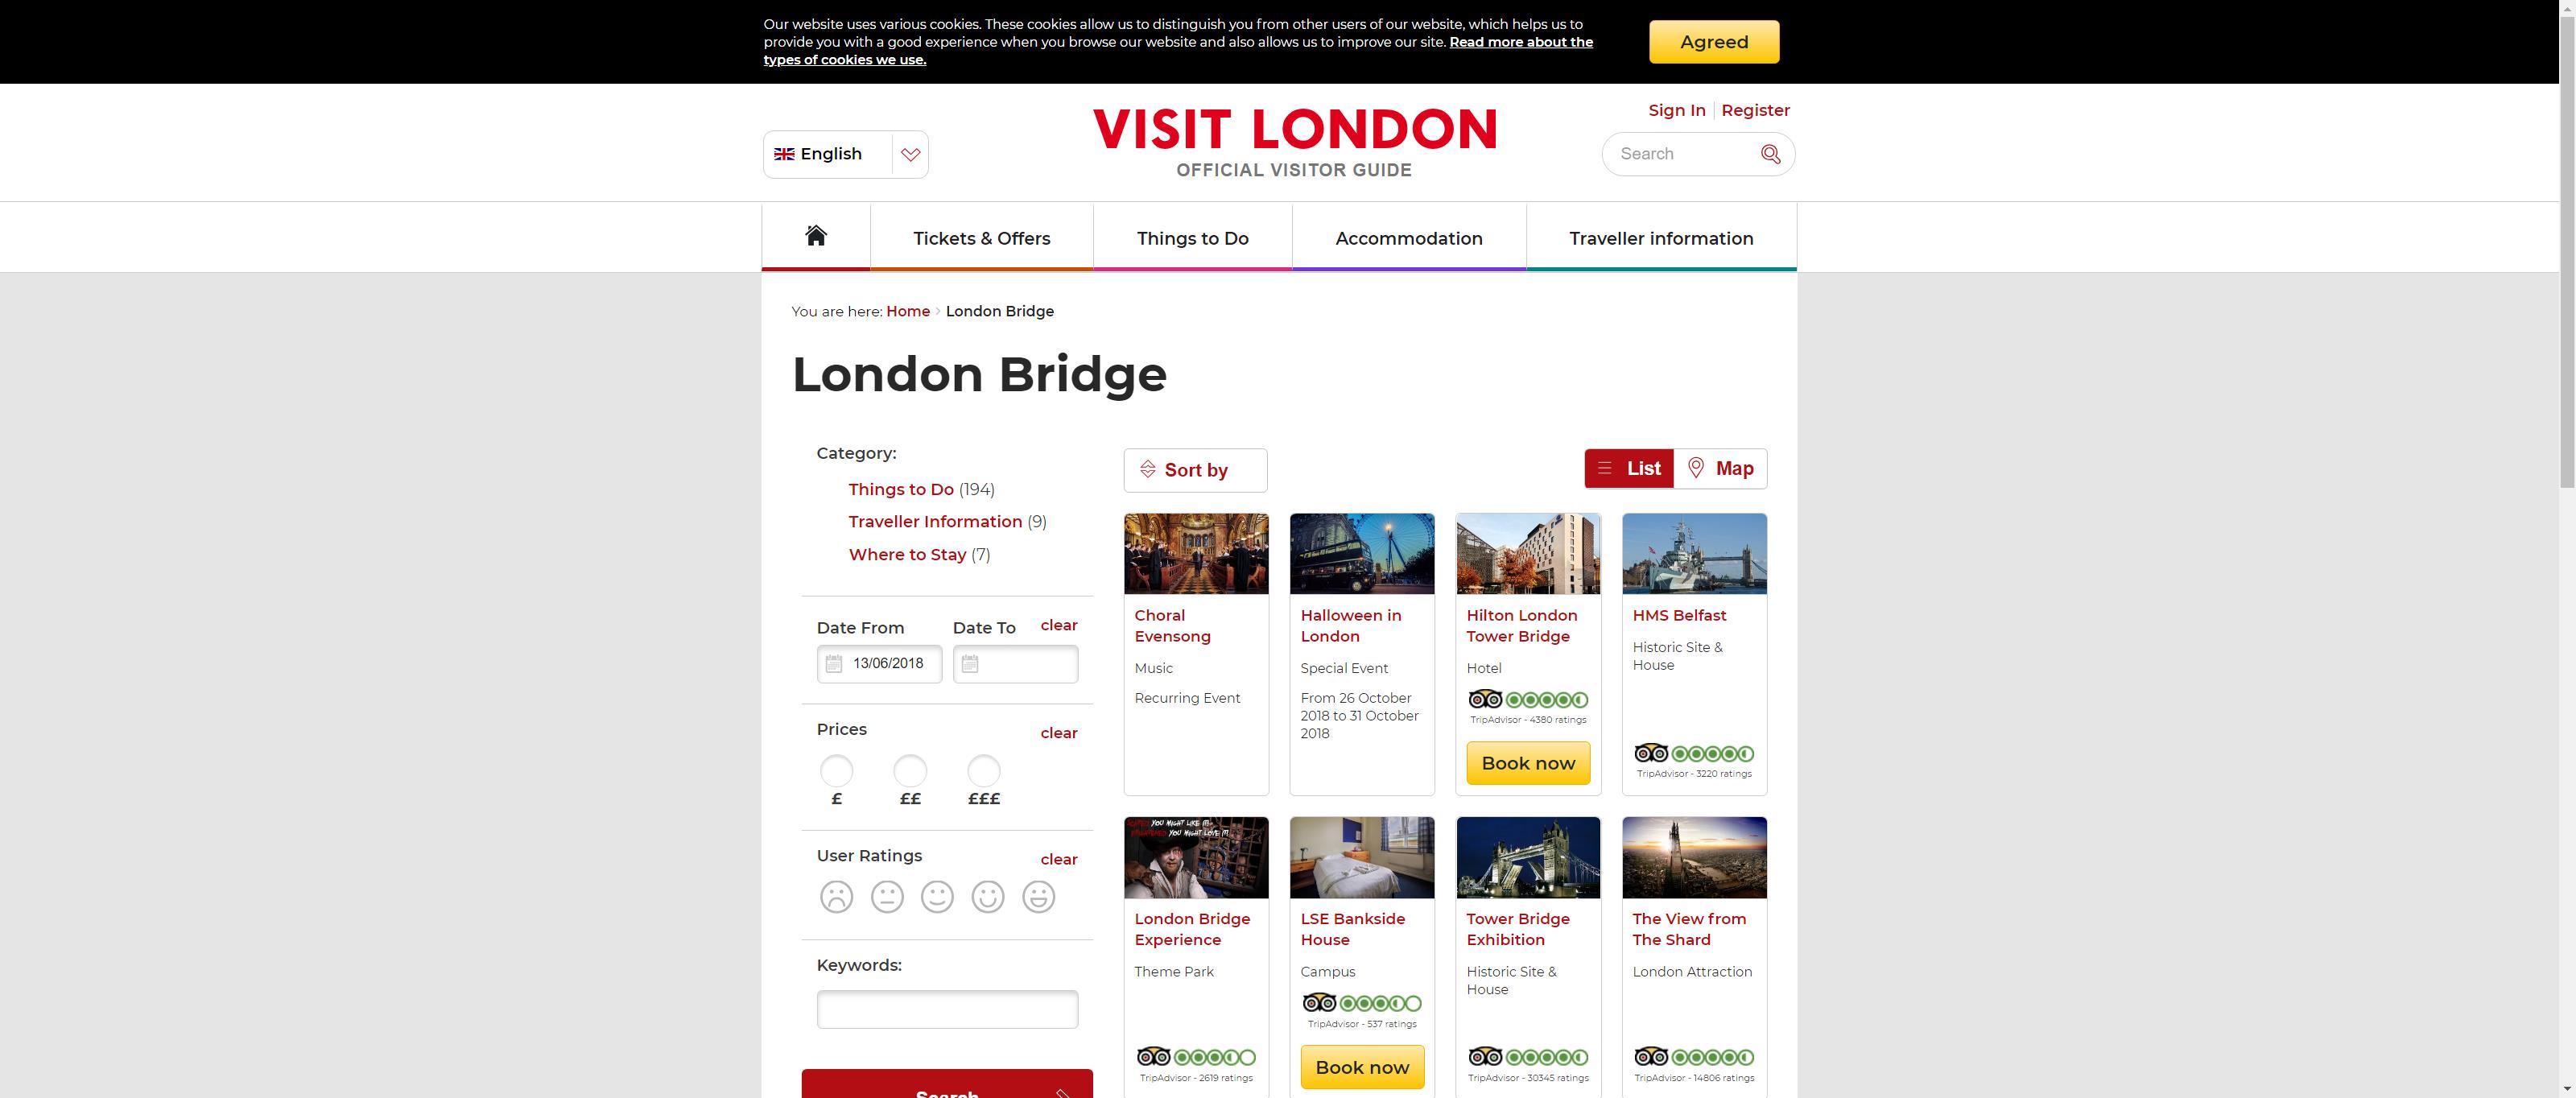 Our website uses various cookies. These cookies allow us to distinguish you from other users of our website, which helps us to
provide you with a good experience when you browse our website and also allows us to improve our site. Read more about the
types of cookies we use.
Agreed
Sign In
Register
English
VISIT LONDON
OFFICIAL VISITOR GUIDE
Search
Tickets & Offers
Things to Do
Accommodation
Traveller information
You are here: Home › London Bridge
London Bridge
Category:
Things to Do (194)
Traveller Information (9)
Where to Stay (7)
Date From
Date To
clear
13/06/2018
Prices
clear
£
££
£££
User Ratings
clear
Keywords:
Search
Sort by
List
Map
Choral
Evensong
Music
Recurring Event
Halloween in
London
Special Event
From 26 October
2018 to 31 October
2018
Hilton London
Tower Bridge
Hotel
TripAdvisor - 4380 ratings
Book now
HMS Belfast
Historic Site &
House
TripAdvisor - 3220 ratings
YOU MIGHT LIKE IT!
YOU MIGHT LOVE IT!
London Bridge
Experience
Theme Park
TripAdvisor - 2619 ratings
LSE Bankside
House
Campus
TripAdvisor - 537 ratings
Book now
Tower Bridge
Exhibition
Historic Site &
House
TripAdvisor - 30345 ratings
The View from
The Shard
London Attraction
TripAdvisor - 14806 ratings